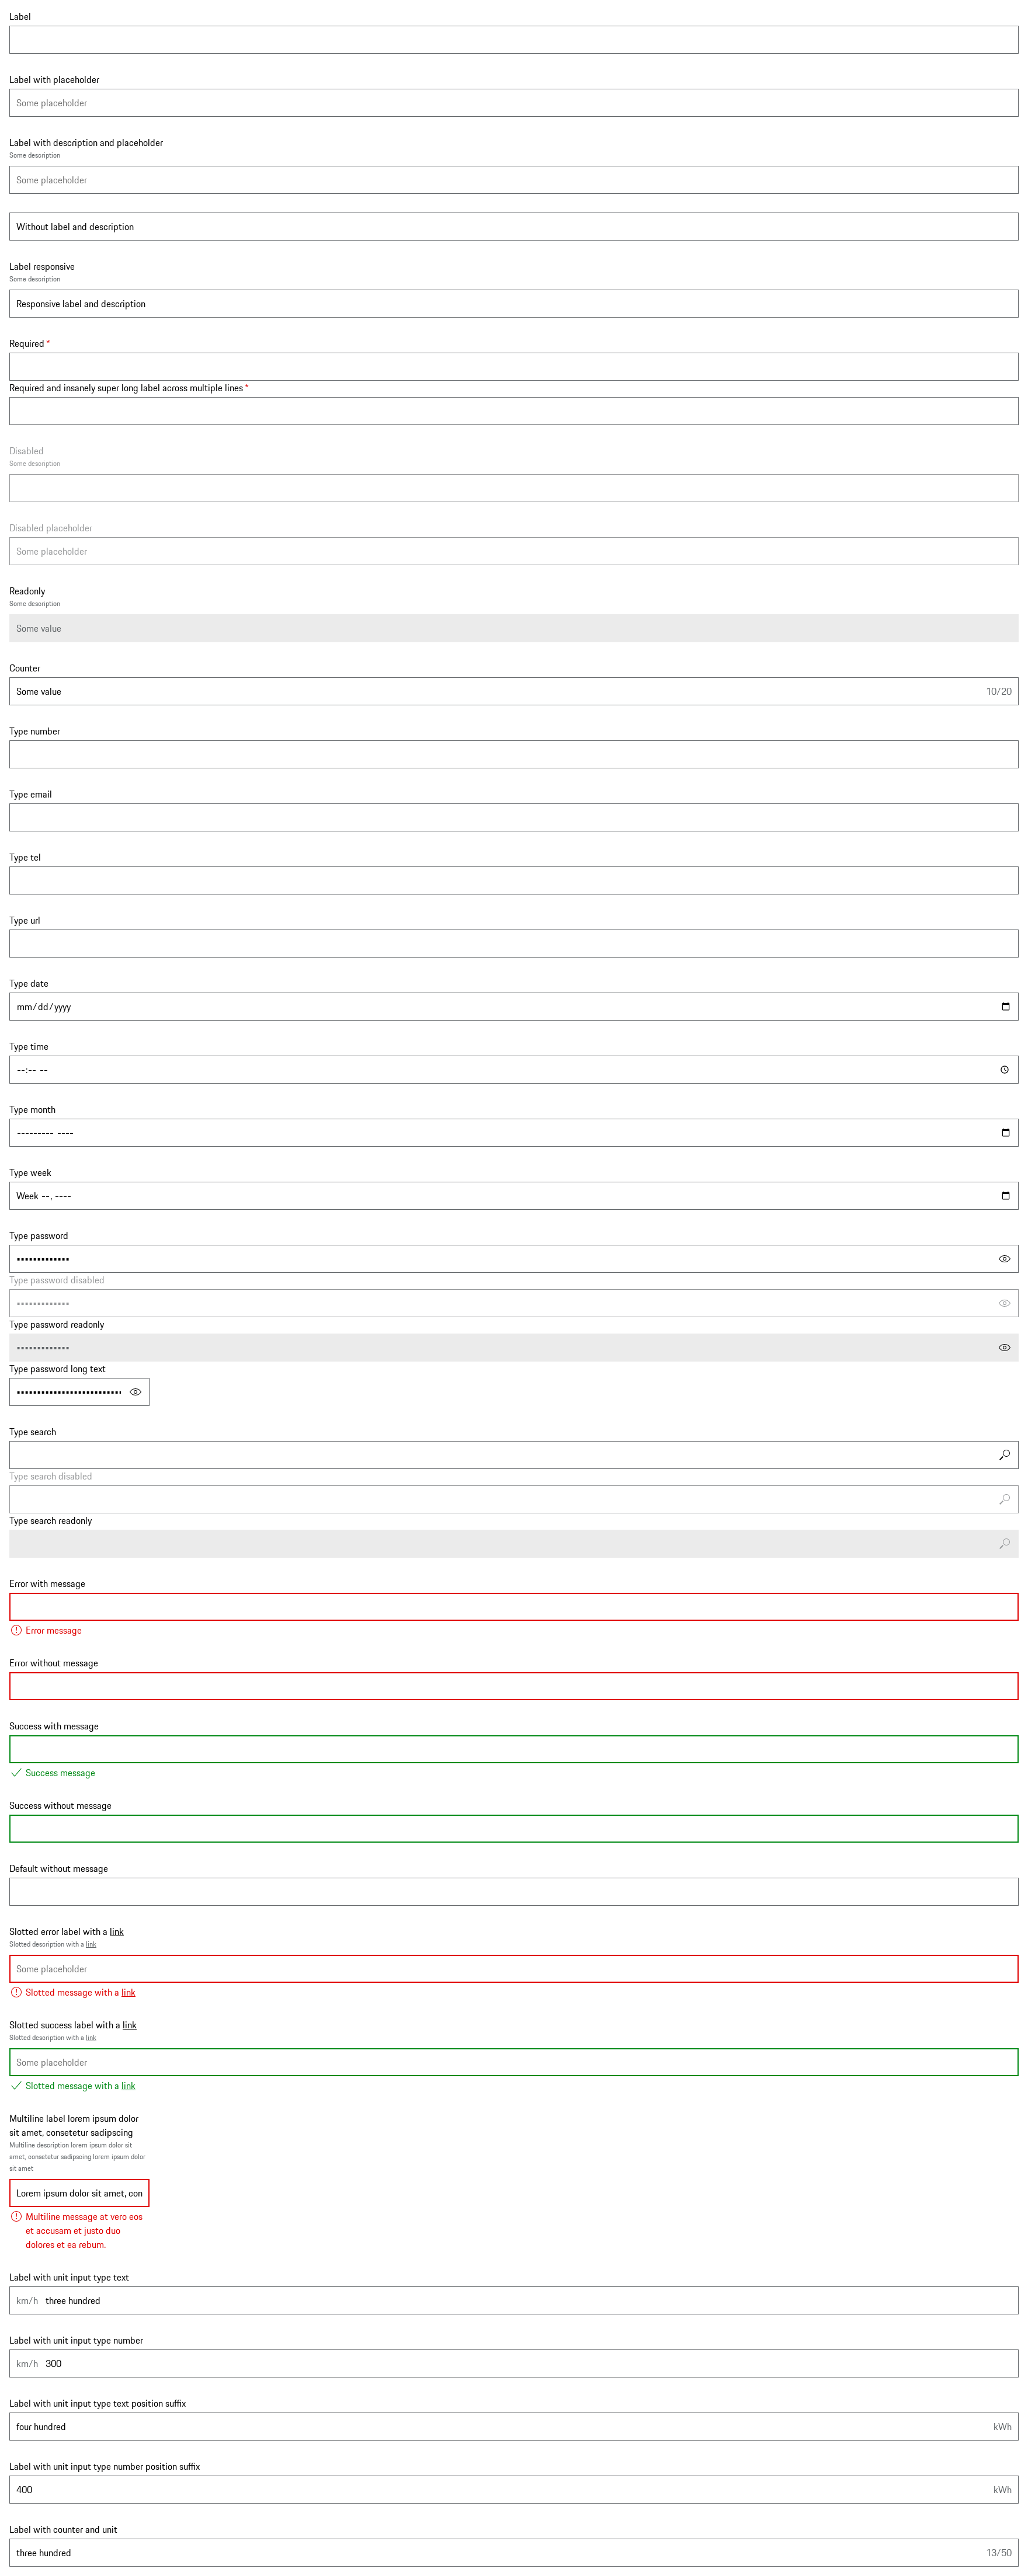 Label
Label with placeholder
Some placeholder
Label with description and placeholder
Some description
Some placeholder
Without label and description
Label responsive
Some description
Responsive label and description
Required *
Required and insanely super long label across multiple lines *
Disabled
Some description
Disabled placeholder
Some placeholder
Readonly
Some description
Some value
Counter
Some value 10/20
Type number
Type email
Type tel
Type url
Type date
mm/dd/yyyy
Type time
--:-- --
Type month
--------- ----
Type week
Week --, ----
Type password
•••••••••••••
Type password disabled
•••••••••••••
Type password readonly
•••••••••••••
Type password long text
••••••••••••••••••••••••••
Type search
Type search disabled
Type search readonly
Error with message
Error message
Error without message
Success with message
Success message
Success without message
Default without message
Slotted error label with a link
Slotted description with a link
Some placeholder
Slotted message with a link
Slotted success label with a link
Slotted description with a link
Some placeholder
Slotted message with a link
Multiline label lorem ipsum dolor
sit amet, consetetur sadipscing
Multiline description lorem ipsum dolor sit
amet, consetetur sadipscing lorem ipsum dolor
sit amet
Lorem ipsum dolor sit amet, con
Multiline message at vero eos
et accusam et justo duo
dolores et ea rebum.
Label with unit input type text
km/h three hundred
Label with unit input type number
km/h 300
Label with unit input type text position suffix
four hundred kWh
Label with unit input type number position suffix
400 kWh
Label with counter and unit
three hundred 13/50